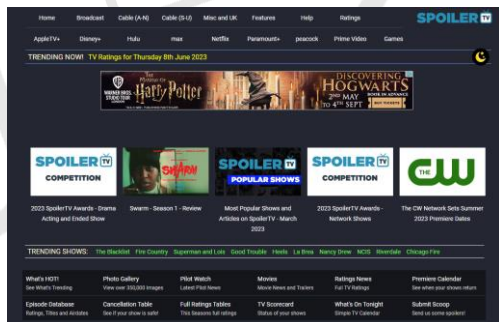 Home Broadcast Cable (A-N) Cable (S-U) Misc and UK Features Help Ratings
SPOILER TV
AppleTV+ Disney+ Hulu max Netflix Paramount+ peacock Prime Video Games
TRENDING NOW! TV Ratings for Thursday 8th June 2023
WARNER BROS. STUDIO TOUR LONDON
The Making of Harry Potter
DISCOVERING HOGWARTS
2ND MAY TO 4TH SEPT
BOOK IN ADVANCE
BUY TICKETS
SPOILER TV COMPETITION
SWARM
SPOILER TV POPULAR SHOWS
SPOILER TV COMPETITION
THE CW
2023 SpoilerTV Awards - Drama Acting and Ended Show
Swarm - Season 1 - Review
Most Popular Shows and Articles on SpoilerTV - March 2023
2023 SpoilerTV Awards - Network Shows
The CW Network Sets Summer 2023 Premiere Dates
TRENDING SHOWS: The Blacklist Fire Country Superman and Lois Good Trouble Heels La Brea Nancy Drew NCIS Riverdale Chicago Fire
What's HOT! Photo Gallery Pilot Watch Movies Ratings News Premiere Calendar
See What's Trending View over 350,000 Images Latest Pilot News Movie News and Trailers Full TV Ratings See when your shows return
Episode Database Cancellation Table Full Ratings Tables TV Scorecard What's On Tonight Submit Scoop
Ratings, Titles and Airdates See if your show is safe! This Seasons full ratings Status of your shows Simple TV Calendar Send us some spoilers!